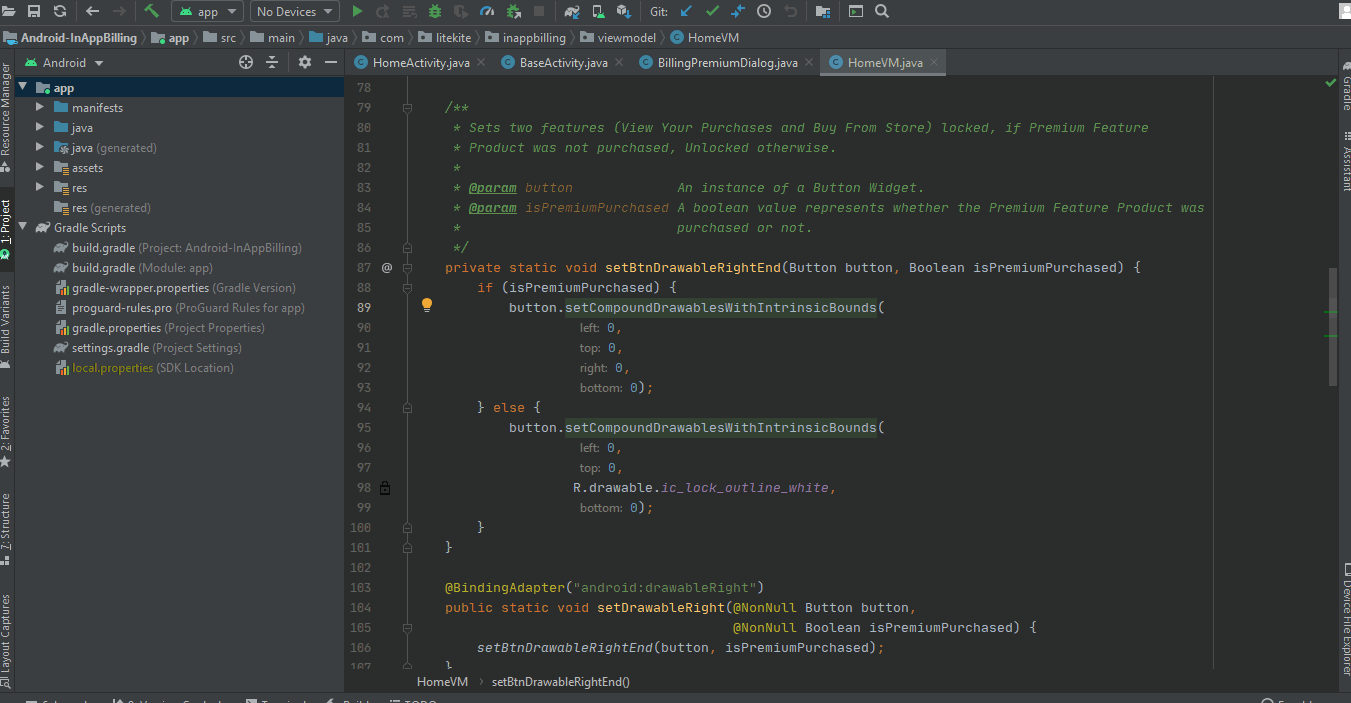 app
No Devices
Git:
Android-InAppBilling
app
src
main
java
com
litekite
inappbilling
viewmodel
HomeVM
Android
HomeActivity.java
BaseActivity.java
BillingPremiumDialog.java
HomeVM.java
Resource Manager
1: Project
Build Variants
2: Favorites
7: Structure
Layout Captures
app
manifests
java
java (generated)
assets
res
res (generated)
Gradle Scripts
build.gradle (Project: Android-InAppBilling)
build.gradle (Module: app)
gradle-wrapper.properties (Gradle Version)
proguard-rules.pro (ProGuard Rules for app)
gradle.properties (Project Properties)
settings.gradle (Project Settings)
local.properties (SDK Location)
78
79 /**
80 * Sets two features (View Your Purchases and Buy From Store) locked, if Premium Feature
81 * Product was not purchased, Unlocked otherwise.
82 *
83 * @param button An instance of a Button Widget.
84 * @param isPremiumPurchased A boolean value represents whether the Premium Feature Product was
85 * purchased or not.
86 */
87 @ private static void setBtnDrawableRightEnd(Button button, Boolean isPremiumPurchased) {
88 if (isPremiumPurchased) {
89 button.setCompoundDrawablesWithIntrinsicBounds(
90 left: 0,
91 top: 0,
92 right: 0,
93 bottom: 0);
94 } else {
95 button.setCompoundDrawablesWithIntrinsicBounds(
96 left: 0,
97 top: 0,
98 R.drawable.ic_lock_outline_white,
99 bottom: 0);
100 }
101 }
102
103 @BindingAdapter("android:drawableRight")
104 public static void setDrawableRight(@NonNull Button button,
105 @NonNull Boolean isPremiumPurchased) {
106 setBtnDrawableRightEnd(button, isPremiumPurchased);
107 }
HomeVM
setBtnDrawableRightEnd()
Gradle
Assistant
Device File Explorer